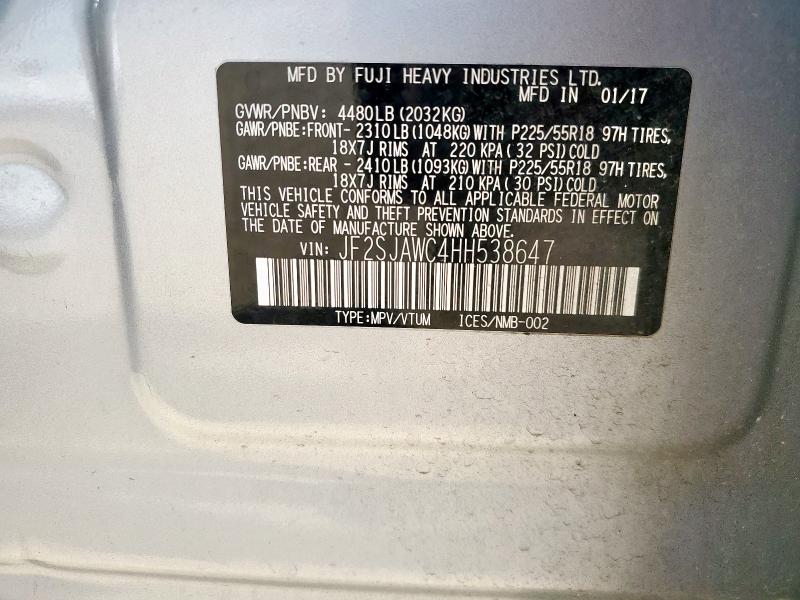 MFD BY FUJI HEAVY INDUSTRIES LTD.
MFD IN 01/17
GVWR/PNBV: 4480LB(2032KG)
GAWR/PNBE:FRONT- 2310LB(1048KG)WITH P225/55R18 97H TIRES,
18X7J RIMS AT 220 KPA( 32 PSI)COLD
GAWR/PNBE:REAR - 2410LB(1093KG)WITH P225/55R18 97H TIRES,
18X7J RIMS AT 210 KPA( 30 PSI)COLD
THIS VEHICLE CONFORMS TO ALL APPLICABLE FEDERAL MOTOR
VEHICLE SAFETY AND THEFT PREVENTION STANDARDS IN EFFECT ON
THE DATE OF MANUFACTURE SHOWN ABOVE.
VIN: JF2SJAWC4HH538647
TYPE:MPV/VTUM ICES/NMB-002